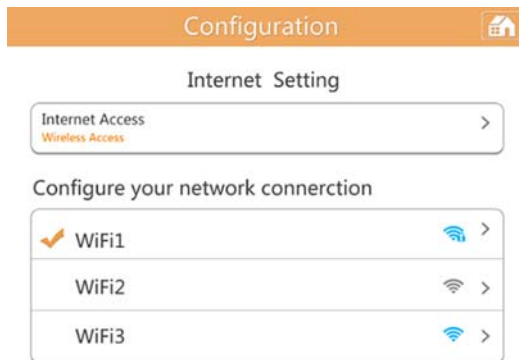 Configuration
Internet Setting
Internet Access
Wireless Access
Configure your network connerction
WiFi1
WiFi2
WiFi3